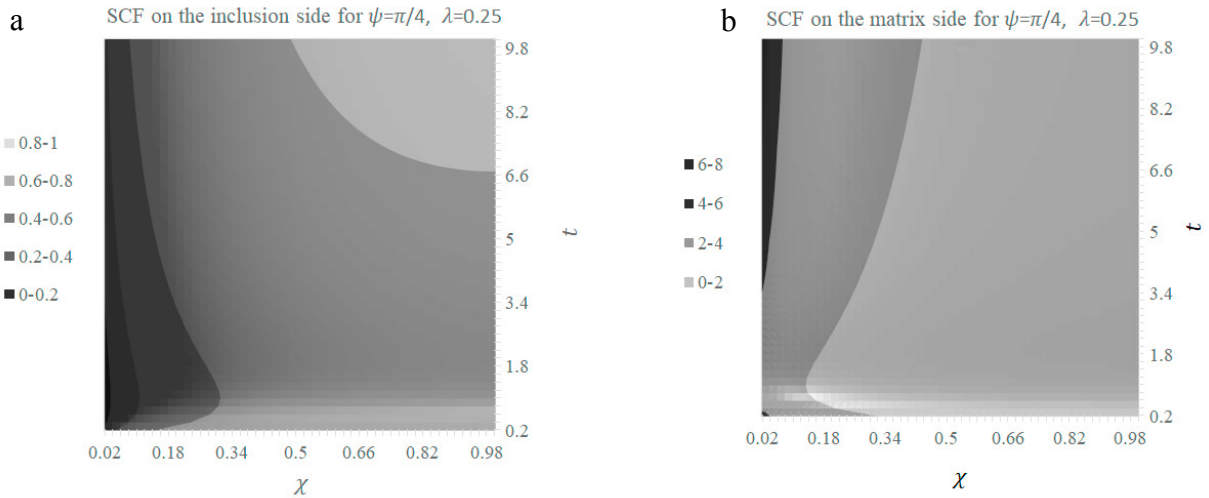 a
SCF on the inclusion side for ψ=π/4, λ=0.25
0.8-1
0.6-0.8
0.4-0.6
0.2-0.4
0-0.2
9.8
8.2
6.6
5
3.4
1.8
0.2
t
0.02 0.18 0.34 0.5 0.66 0.82 0.98
χ
b
SCF on the matrix side for ψ=π/4, λ=0.25
6-8
4-6
2-4
0-2
9.8
8.2
6.6
5
3.4
1.8
0.2
t
0.02 0.18 0.34 0.5 0.66 0.82 0.98
χ